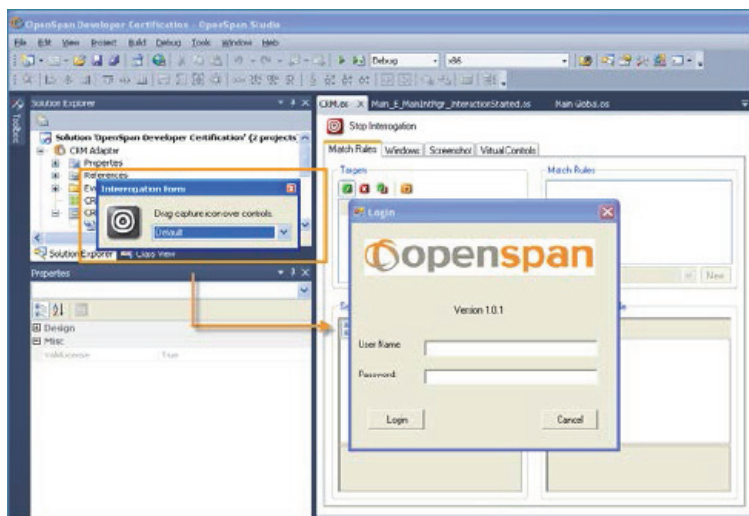 OpenSpan Developer Certification - OpenSpan Studio
File Edit View Project Build Debug Tools Window Help
Debug
x86
Toolbox
Solution Explorer
Solution 'OpenSpan Developer Certification' (2 projects)
CRM Adapter
Properties
References
Interrogation Form
Drag capture icon over controls.
Default
Solution Explorer
Class View
Properties
Design
Misc
True
CRM.os
Main_E_MainIntMgr_InteractionStarted.os
Main Global.os
Stop Interrogation
Match Rules Windows Screenshot Virtual Controls
Targets
Match Rules
New
Login
openspan
Version 1.0.1
User Name
Password:
Login
Cancel